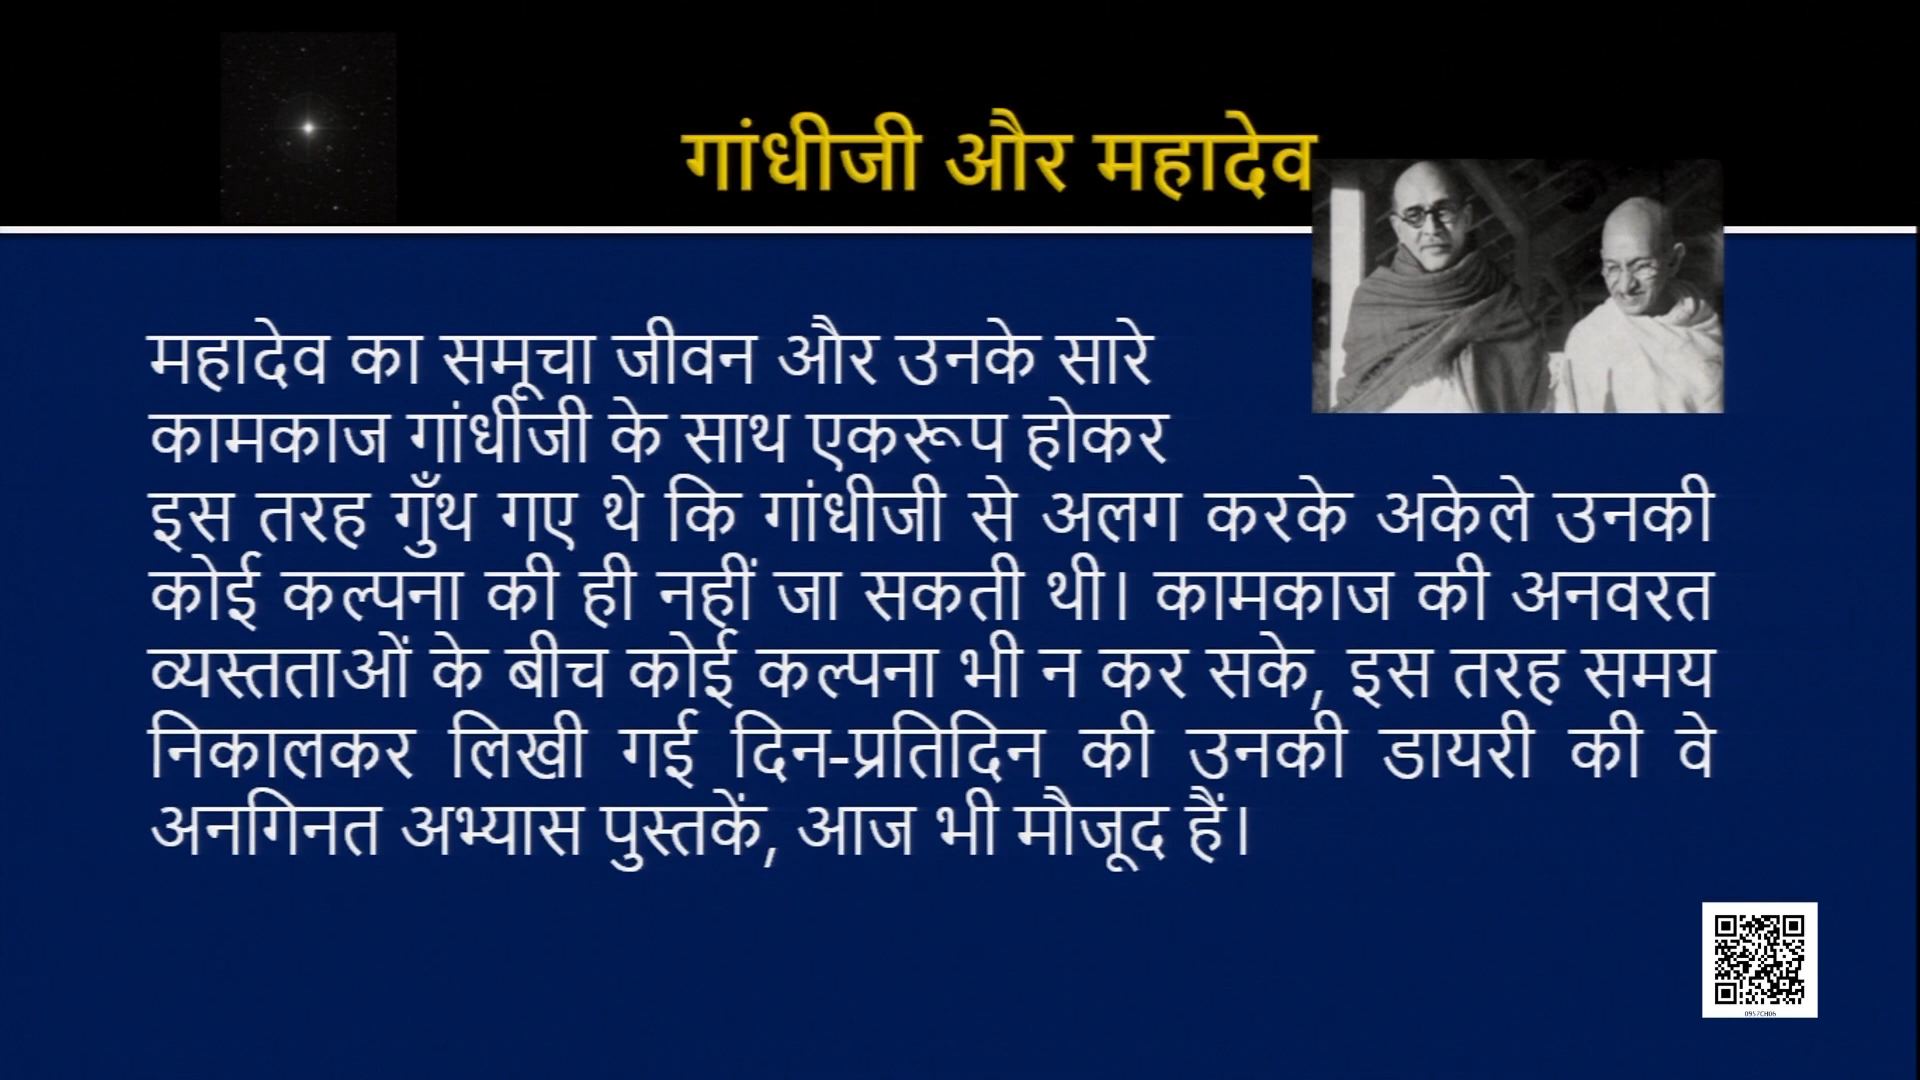 गांधीजी और महादेव
महादेव का समूचा जीवन और उनके सारे
कामकाज गांधीजी के साथ एकरूप होकर
इस तरह गुँथ गए थे कि गांधीजी से अलग करके अकेले उनकी
कोई कल्पना की ही नहीं जा सकती थी। कामकाज की अनवरत
व्यस्तताओं के बीच कोई कल्पना भी न कर सके, इस तरह समय
निकालकर लिखी गई दिन-प्रतिदिन की उनकी डायरी की वे
अनगिनत अभ्यास पुस्तकें, आज भी मौजूद हैं।
0957CH06